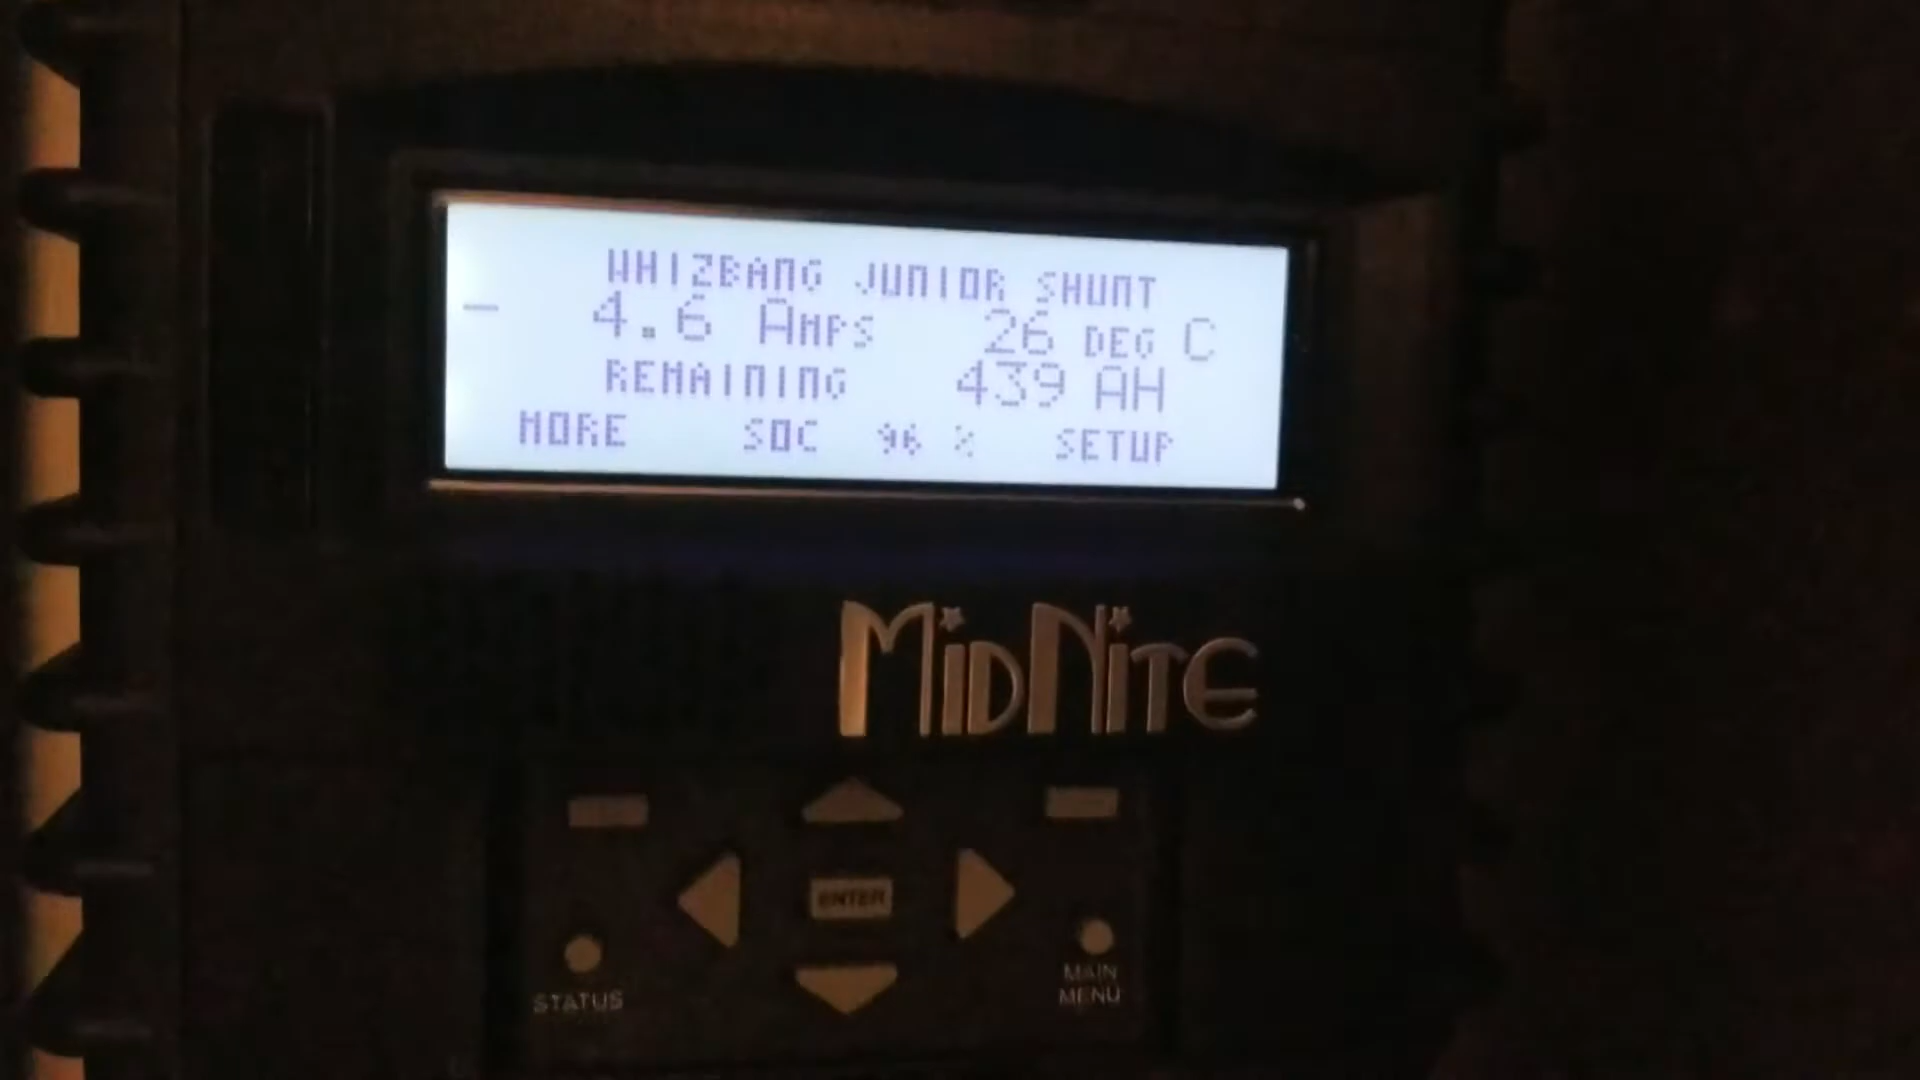 WHIZBANG JUNIOR SHUNT
- 4.6 AMPS 26 DEG C
REMAINING 439 AH
MORE SOC 96 % SETUP
MIDNITE
ENTER
STATUS
MAIN
MENU